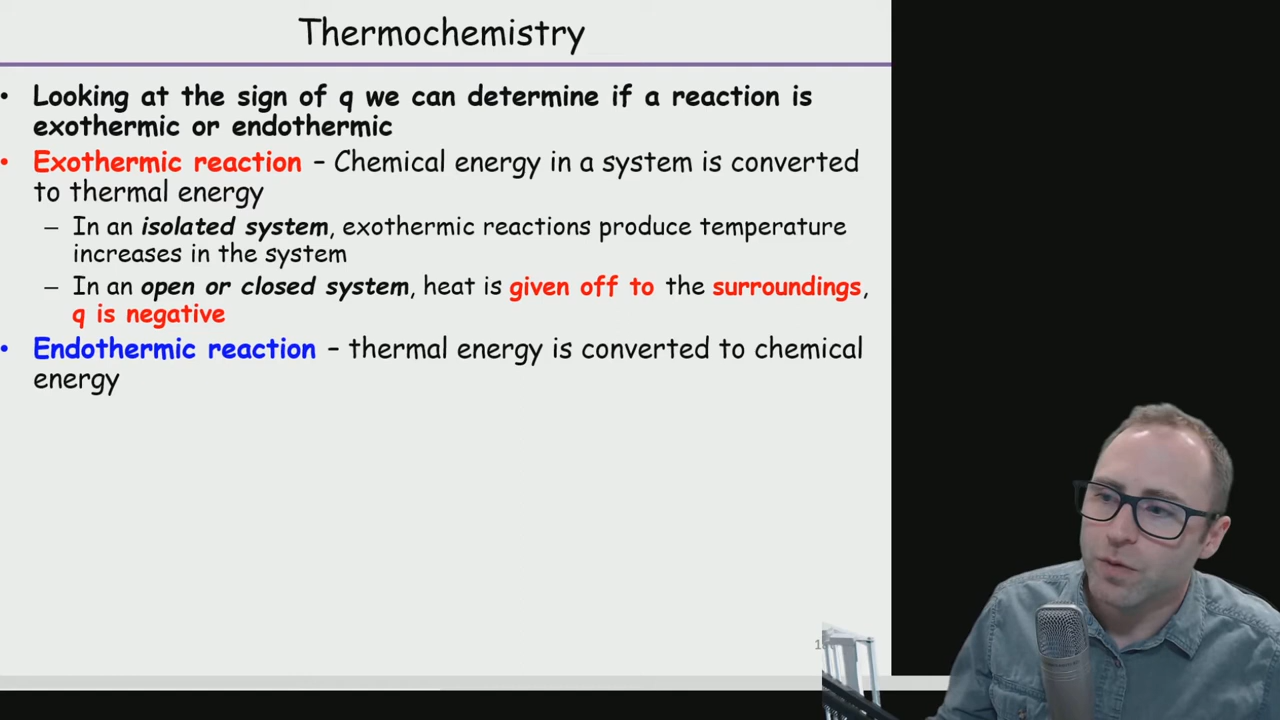 Thermochemistry
• Looking at the sign of q we can determine if a reaction is
exothermic or endothermic
• Exothermic reaction – Chemical energy in a system is converted
to thermal energy
– In an isolated system, exothermic reactions produce temperature
increases in the system
– In an open or closed system, heat is given off to the surroundings,
q is negative
• Endothermic reaction – thermal energy is converted to chemical
energy